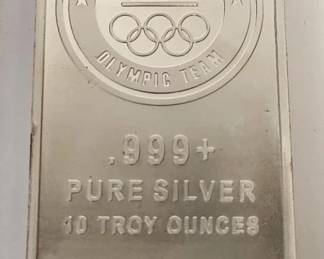 OLYMPIC TEAM
.999+
PURE SILVER
10 TROY OUNCES